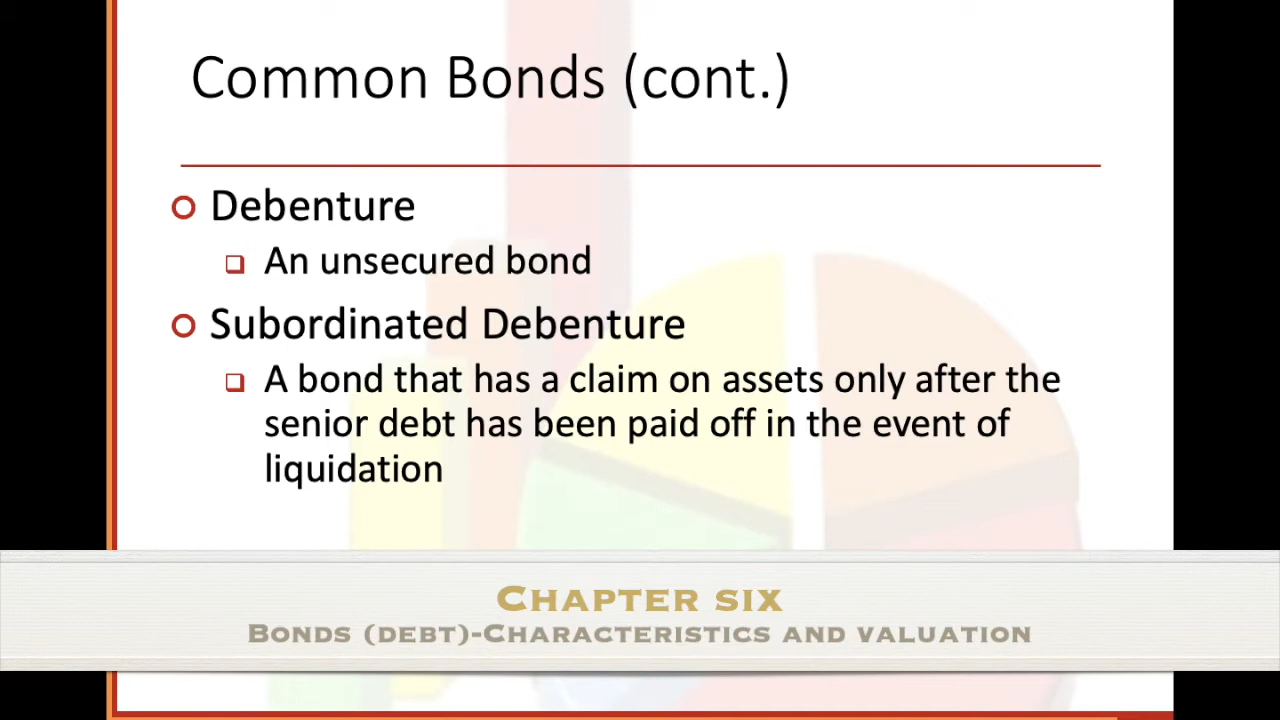 Common Bonds (cont.)
Debenture
An unsecured bond
Subordinated Debenture
A bond that has a claim on assets only after the
senior debt has been paid off in the event of
liquidation
Chapter six
Bonds (debt)-Characteristics and valuation